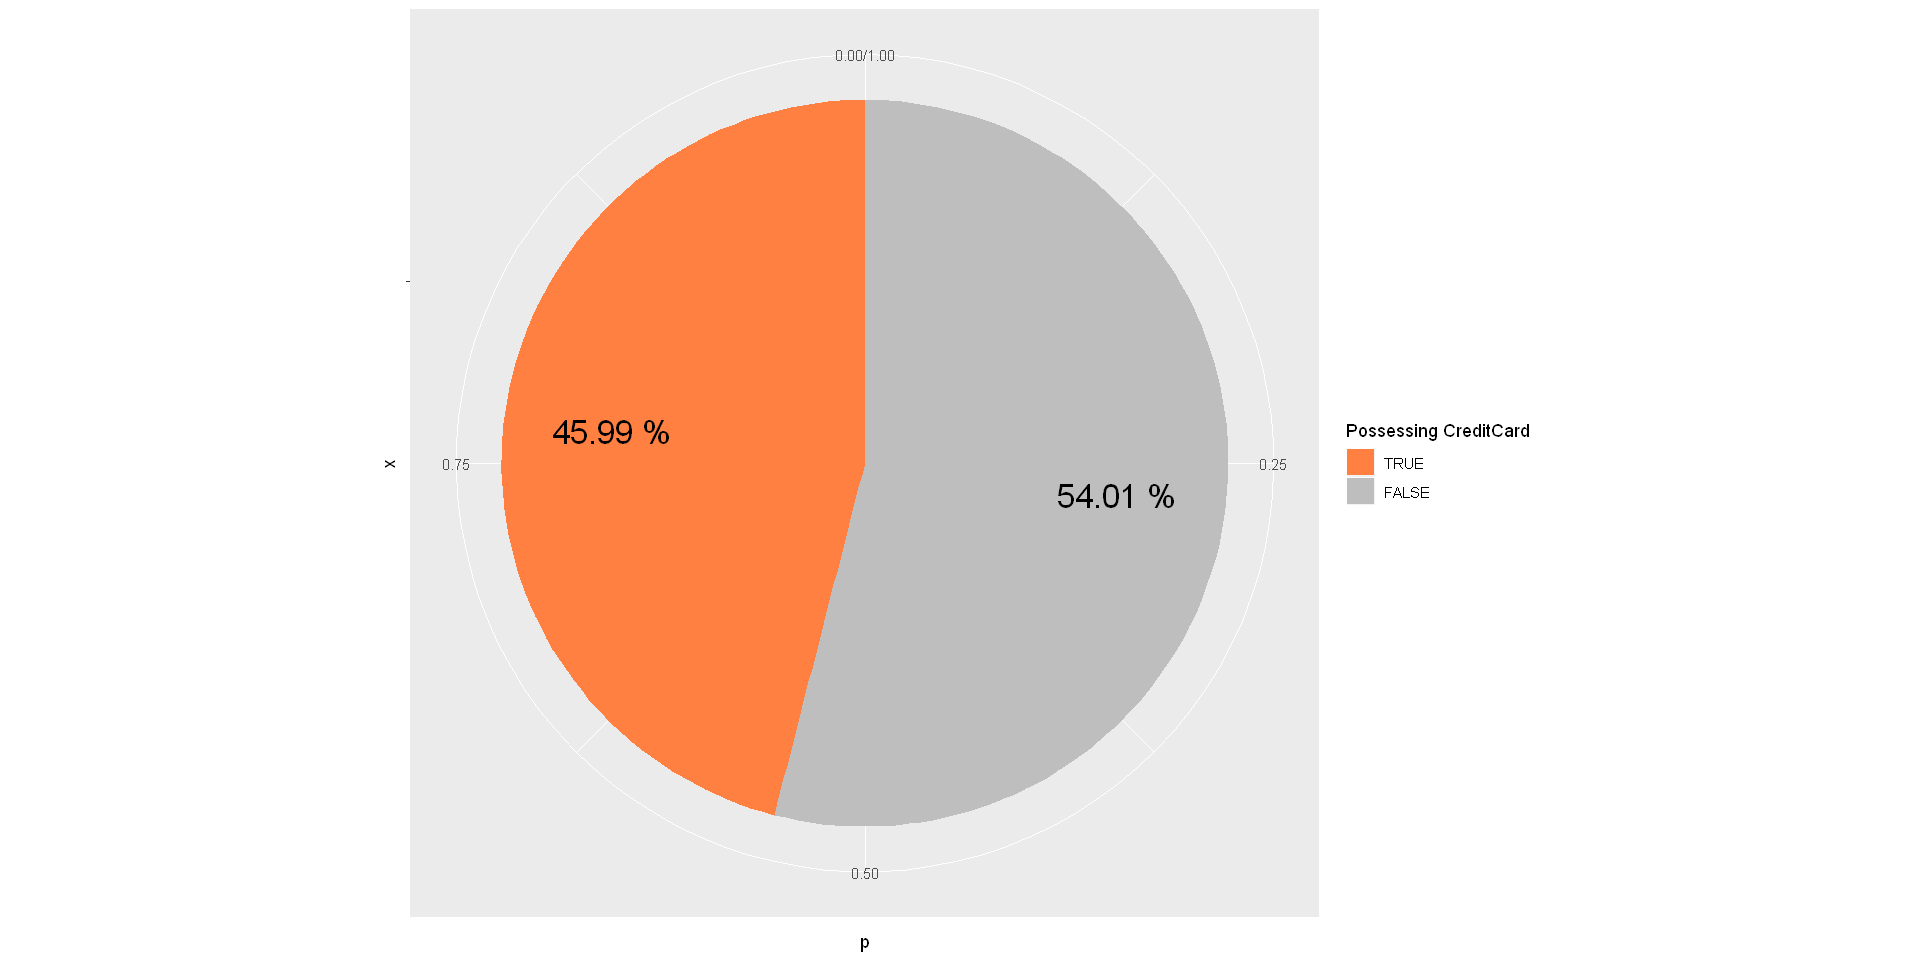 0.00/1.00
45.99 %
54.01 %
0.75
0.25
0.50
x
p
Possessing CreditCard
TRUE
FALSE